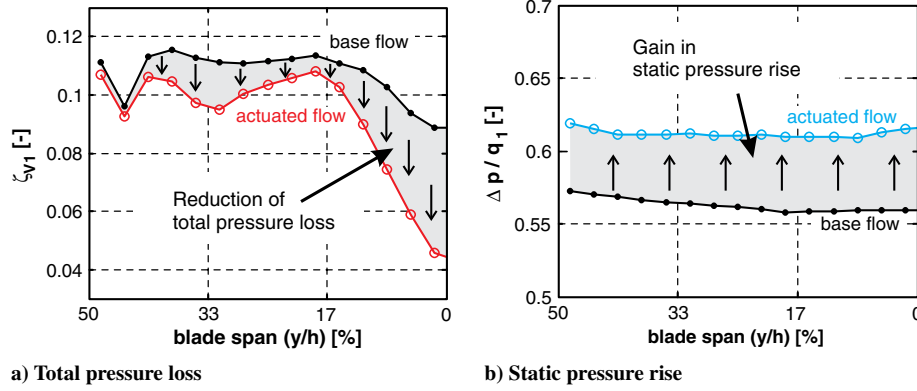 0.12
0.1
0.08
0.06
0.04
ζV1 [-]
base flow
actuated flow
Reduction of
total pressure loss
50
33
17
0
blade span (y/h) [%]
a) Total pressure loss
0.7
0.65
0.6
0.55
0.5
Δ p / q1 [-]
Gain in
static pressure rise
actuated flow
base flow
50
33
17
0
blade span (y/h) [%]
b) Static pressure rise